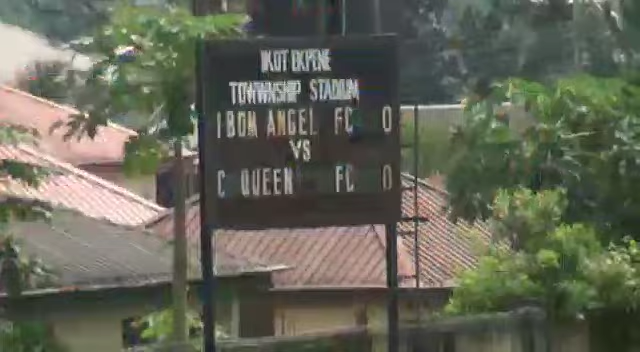 IKOT EKPENE
TOWNSHIP STADIUM
IBOM ANGEL FC 0
VS
C QUEEN FC 0